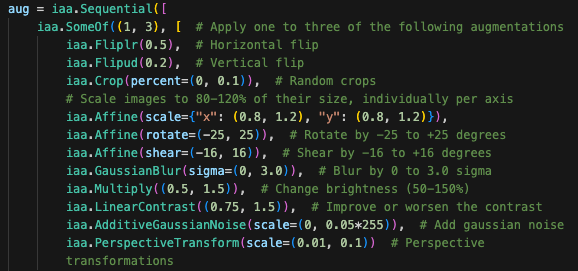 aug = iaa.Sequential([
iaa.SomeOf((1, 3), [  # Apply one to three of the following augmentations
iaa.Fliplr(0.5),  # Horizontal flip
iaa.Flipud(0.2),  # Vertical flip
iaa.Crop(percent=(0, 0.1)),  # Random crops
# Scale images to 80-120% of their size, individually per axis
iaa.Affine(scale={"x": (0.8, 1.2), "y": (0.8, 1.2)}),
iaa.Affine(rotate=(-25, 25)),  # Rotate by -25 to +25 degrees
iaa.Affine(shear=(-16, 16)),  # Shear by -16 to +16 degrees
iaa.GaussianBlur(sigma=(0, 3.0)),  # Blur by 0 to 3.0 sigma
iaa.Multiply((0.5, 1.5)),  # Change brightness (50-150%)
iaa.LinearContrast((0.75, 1.5)),  # Improve or worsen the contrast
iaa.AdditiveGaussianNoise(scale=(0, 0.05*255)),  # Add gaussian noise
iaa.PerspectiveTransform(scale=(0.01, 0.1))  # Perspective
transformations